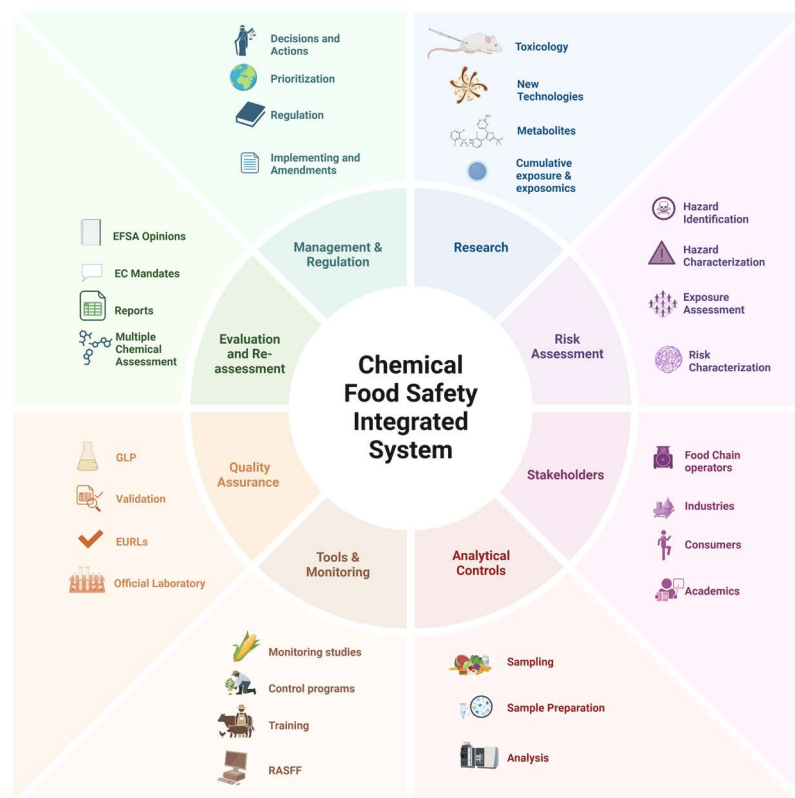 Decisions and
Actions
Prioritization
Regulation
Implementing and
Amendments
Toxicology
New
Technologies
Metabolites
Cumulative
exposure &
exposomics
Hazard
Identification
Hazard
Characterization
Exposure
Assessment
Risk
Characterization
EFSA Opinions
EC Mandates
Reports
Multiple
Chemical
Assessment
Management &
Regulation
Research
Evaluation
and Re-
assessment
Risk
Assessment
Chemical
Food Safety
Integrated
System
Quality
Assurance
Stakeholders
Tools &
Monitoring
Analytical
Controls
GLP
Validation
EURLs
Official Laboratory
Food Chain
operators
Industries
Consumers
Academics
Monitoring studies
Control programs
Training
RASFF
Sampling
Sample Preparation
Analysis